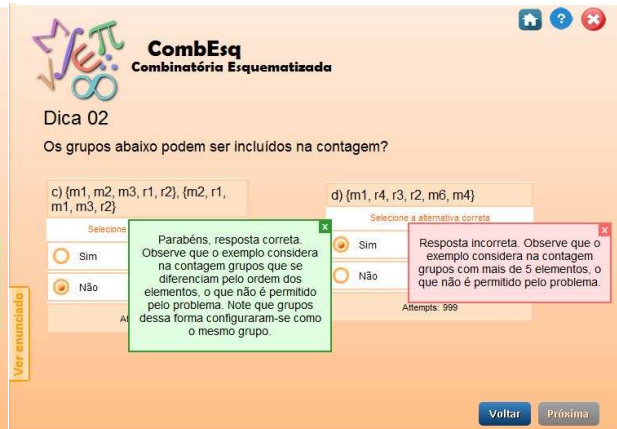 CombEsq
Combinatória Esquematizada
Dica 02
Os grupos abaixo podem ser incluídos na contagem?
c) {m1, m2, m3, r1, r2}, {m2, r1,
m1, m3, r2}
Selecione
Sim
Não
At
x
Parabéns, resposta correta.
Observe que o exemplo considera
na contagem grupos que se
diferenciam pelo ordem dos
elementos, o que não é permitido
pelo problema. Note que grupos
dessa forma configuraram-se como
o mesmo grupo.
d) {m1, r4, r3, r2, m6, m4}
Selecione a alternativa correta
Sim
Não
Attempts: 999
x
Resposta incorreta. Observe que o
exemplo considera na contagem
grupos com mais de 5 elementos, o
que não é permitido pelo problema.
Ver enunciado
Voltar
Próxima